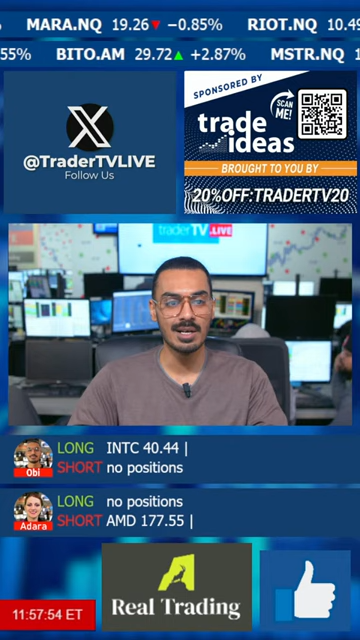 MARA.NQ 19.26▼ −0.85% RIOT.NQ 10.49
55% BITO.AM 29.72▲ +2.87% MSTR.NQ 1
@TraderTVLIVE
Follow Us
SPONSORED BY
SCAN
ME!
trade
ideas
BROUGHT TO YOU BY
20%OFF:TRADERTV20
traderTV.LIVE
LONG INTC 40.44 |
SHORT no positions
Obi
LONG no positions
SHORT AMD 177.55 |
Adara
11:57:54 ET
Real Trading